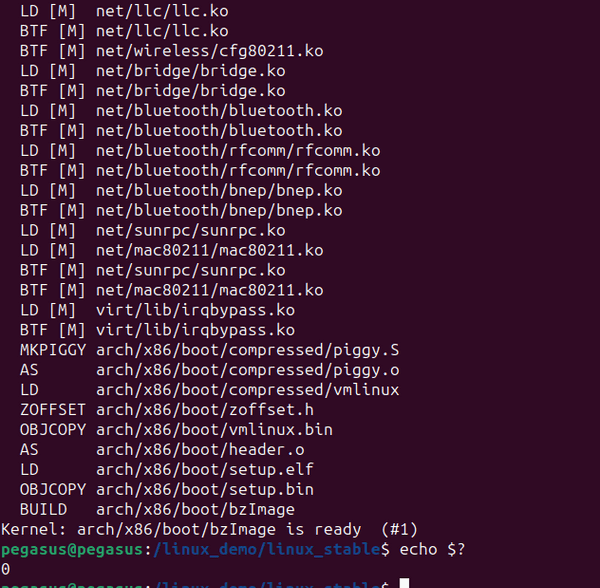 LD [M]  net/llc/llc.ko
BTF [M] net/llc/llc.ko
BTF [M] net/wireless/cfg80211.ko
LD [M]  net/bridge/bridge.ko
BTF [M] net/bridge/bridge.ko
LD [M]  net/bluetooth/bluetooth.ko
BTF [M] net/bluetooth/bluetooth.ko
LD [M]  net/bluetooth/rfcomm/rfcomm.ko
BTF [M] net/bluetooth/rfcomm/rfcomm.ko
LD [M]  net/bluetooth/bnep/bnep.ko
BTF [M] net/bluetooth/bnep/bnep.ko
LD [M]  net/sunrpc/sunrpc.ko
LD [M]  net/mac80211/mac80211.ko
BTF [M] net/sunrpc/sunrpc.ko
BTF [M] net/mac80211/mac80211.ko
LD [M]  virt/lib/irqbypass.ko
BTF [M] virt/lib/irqbypass.ko
MKPIGGY arch/x86/boot/compressed/piggy.S
AS      arch/x86/boot/compressed/piggy.o
LD      arch/x86/boot/compressed/vmlinux
ZOFFSET arch/x86/boot/zoffset.h
OBJCOPY arch/x86/boot/vmlinux.bin
AS      arch/x86/boot/header.o
LD      arch/x86/boot/setup.elf
OBJCOPY arch/x86/boot/setup.bin
BUILD   arch/x86/boot/bzImage
Kernel: arch/x86/boot/bzImage is ready  (#1)
pegasus@pegasus:/linux_demo/linux_stable$ echo $?
0
pegasus@pegasus:/linux_demo/linux_stable$